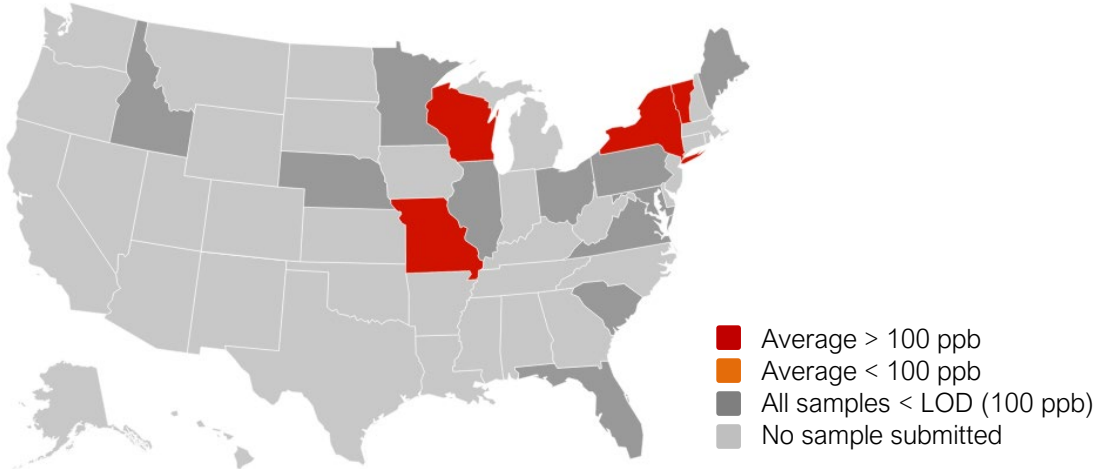 Average > 100 ppb
Average < 100 ppb
All samples < LOD (100 ppb)
No sample submitted